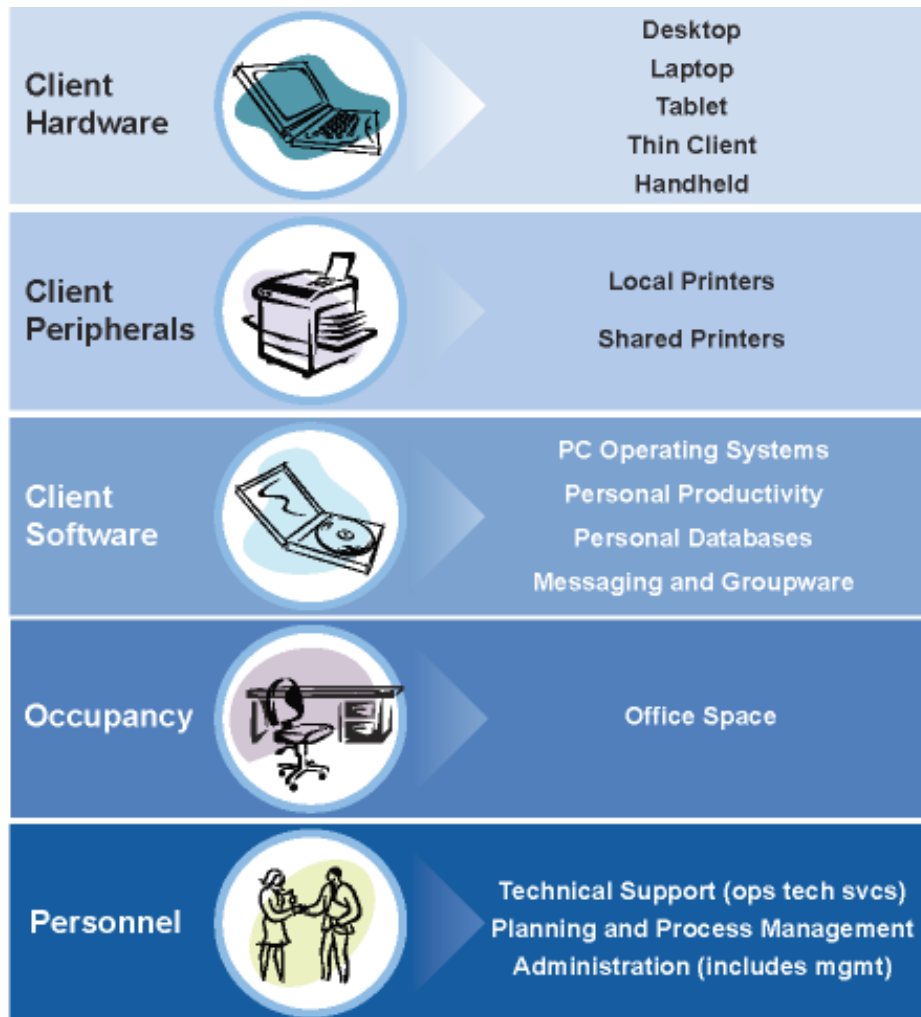 Client
Hardware
Desktop
Laptop
Tablet
Thin Client
Handheld
Client
Peripherals
Local Printers
Shared Printers
Client
Software
PC Operating Systems
Personal Productivity
Personal Databases
Messaging and Groupware
Occupancy
Office Space
Personnel
Technical Support (ops tech svcs)
Planning and Process Management
Administration (includes mgmt)